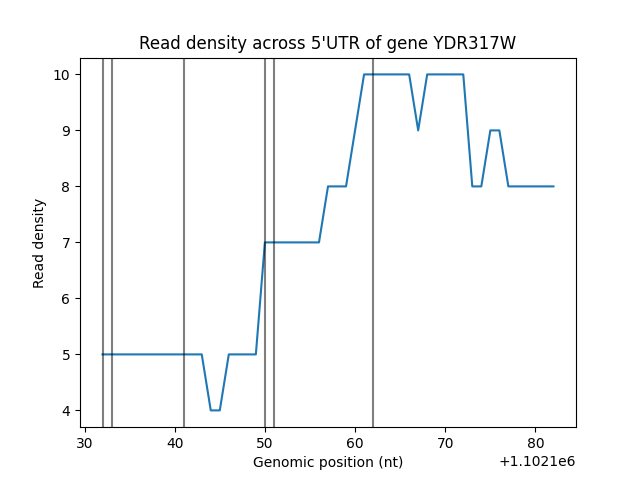 Read density across 5'UTR of gene YDR317W
10
9
8
7
6
5
4
Read density
30 40 50 60 70 80
Genomic position (nt)
+1.1021e6